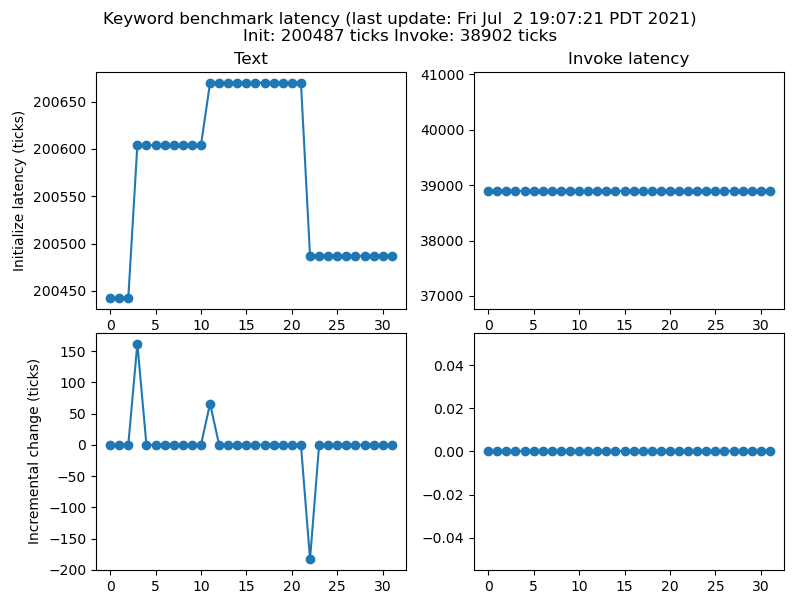 Keyword benchmark latency (last update: Fri Jul  2 19:07:21 PDT 2021)
Init: 200487 ticks Invoke: 38902 ticks
Text
Initialize latency (ticks)
200650
200600
200550
200500
200450
0 5 10 15 20 25 30
Invoke latency
41000
40000
39000
38000
37000
0 5 10 15 20 25 30
Incremental change (ticks)
150
100
50
0
−50
−100
−150
−200
0 5 10 15 20 25 30
0.04
0.02
0.00
−0.02
−0.04
0 5 10 15 20 25 30